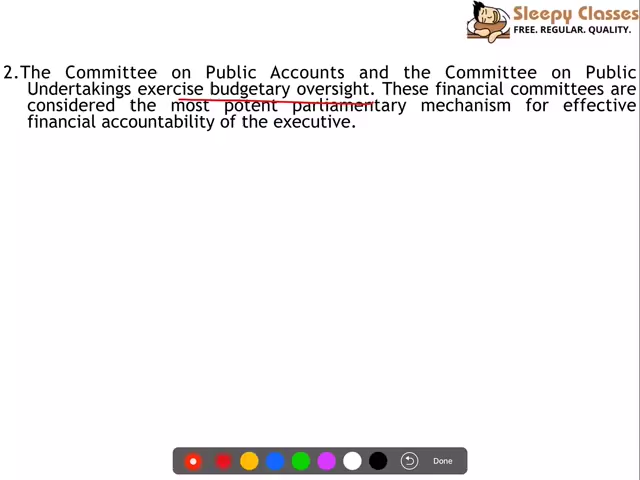 Sleepy Classes
FREE. REGULAR. QUALITY.
2.The Committee on Public Accounts and the Committee on Public
Undertakings exercise budgetary oversight. These financial committees are
considered the most potent parliamentary mechanism for effective
financial accountability of the executive.
Done